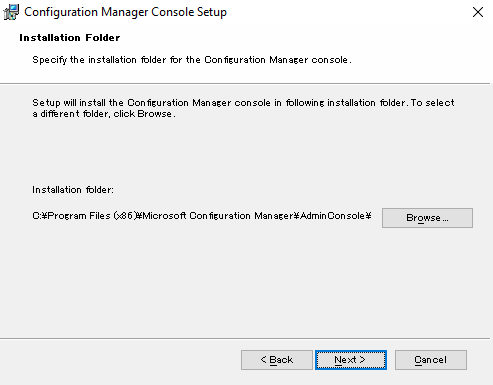 Configuration Manager Console Setup
Installation Folder
Specify the installation folder for the Configuration Manager console.
Setup will install the Configuration Manager console in following installation folder. To select
a different folder, click Browse.
Installation folder:
C:¥Program Files (x86)¥Microsoft Configuration Manager¥AdminConsole¥
Browse...
< Back
Next >
Cancel